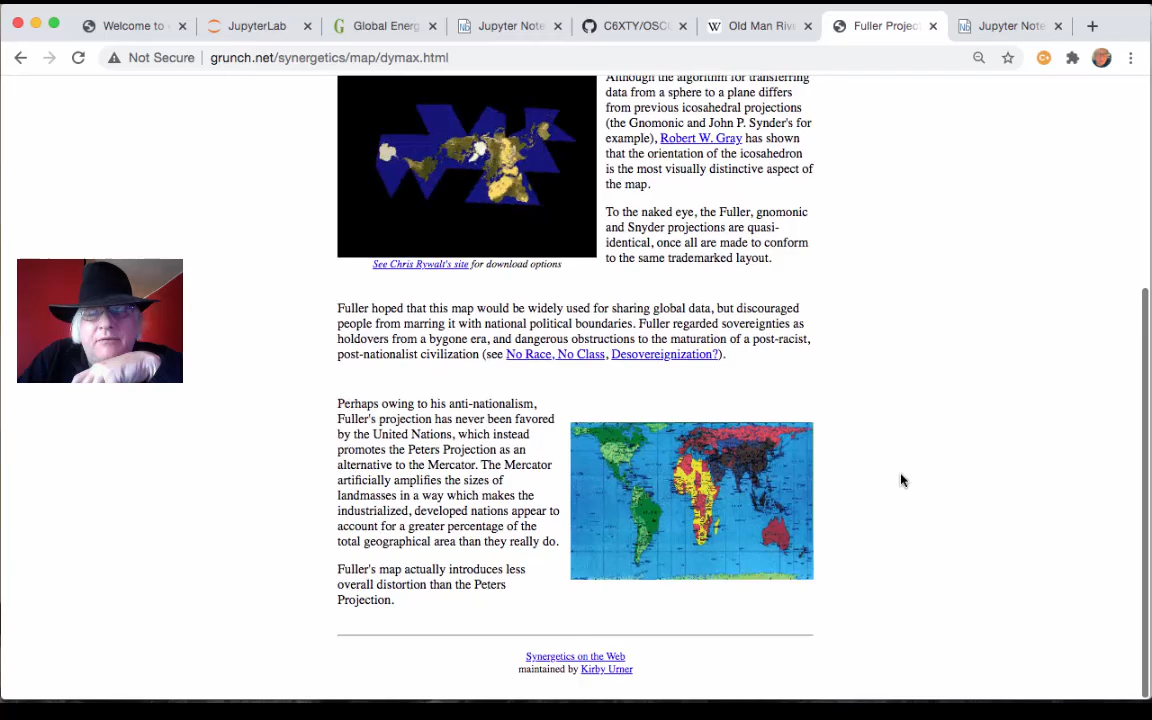 Welcome to
JupyterLab
Global Energ
Jupyter Note
C6XTY/OSC
Old Man Riv
Fuller Projec
Jupyter Note
Not Secure
grunch.net/synergetics/map/dymax.html
Although the algorithm for transferring
data from a sphere to a plane differs
from previous icosahedral projections
(the Gnomonic and John P. Synder's for
example), Robert W. Gray has shown
that the orientation of the icosahedron
is the most visually distinctive aspect of
the map.
To the naked eye, the Fuller, gnomonic
and Snyder projections are quasi-
identical, once all are made to conform
to the same trademarked layout.
See Chris Rywalt's site for download options
Fuller hoped that this map would be widely used for sharing global data, but discouraged
people from marring it with national political boundaries. Fuller regarded sovereignties as
holdovers from a bygone era, and dangerous obstructions to the maturation of a post-racist,
post-nationalist civilization (see No Race, No Class, Desovereignization?).
Perhaps owing to his anti-nationalism,
Fuller's projection has never been favored
by the United Nations, which instead
promotes the Peters Projection as an
alternative to the Mercator. The Mercator
artificially amplifies the sizes of
landmasses in a way which makes the
industrialized, developed nations appear to
account for a greater percentage of the
total geographical area than they really do.
Fuller's map actually introduces less
overall distortion than the Peters
Projection.
Synergetics on the Web
maintained by Kirby Urner